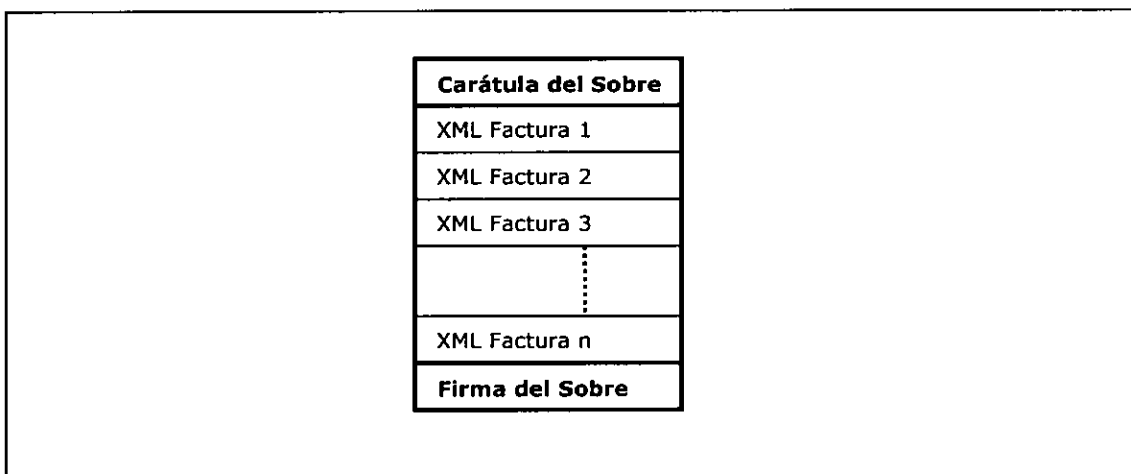 Carátula del Sobre
XML Factura 1
XML Factura 2
XML Factura 3
XML Factura n
Firma del Sobre